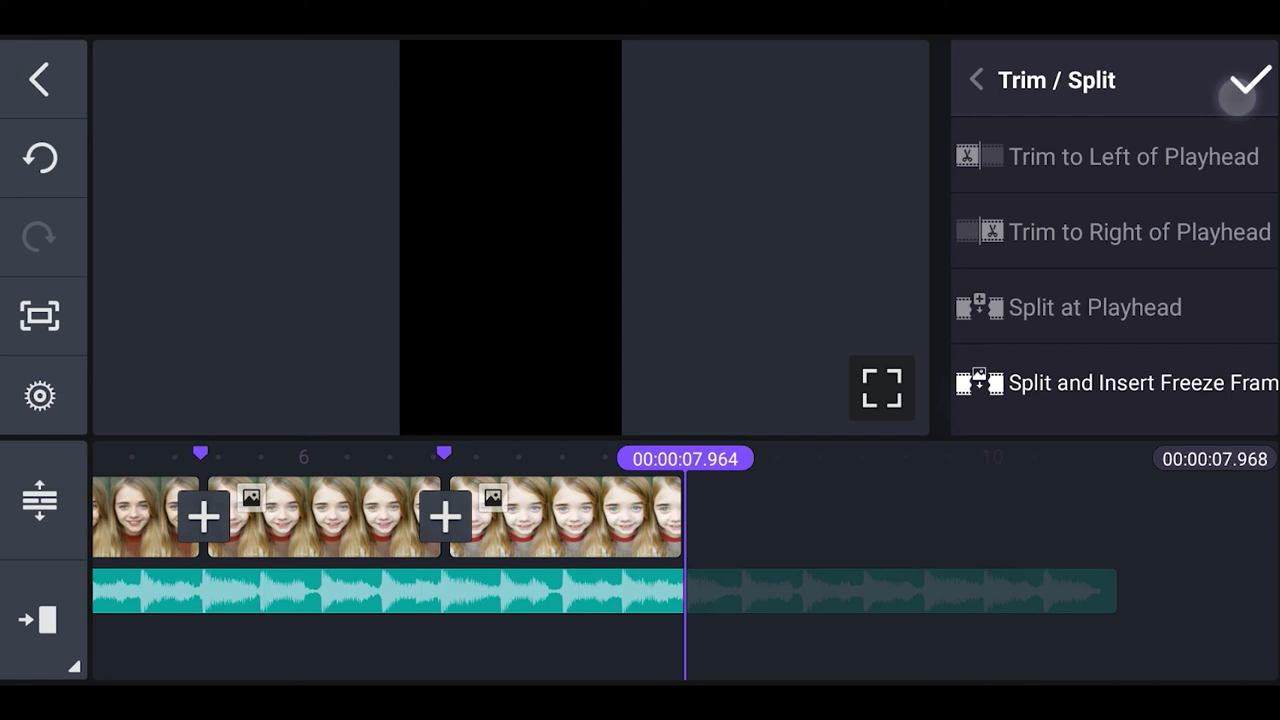 Trim / Split
Trim to Left of Playhead
Trim to Right of Playhead
Split at Playhead
Split and Insert Freeze Fram
6
00:00:07.964
10
00:00:07.968